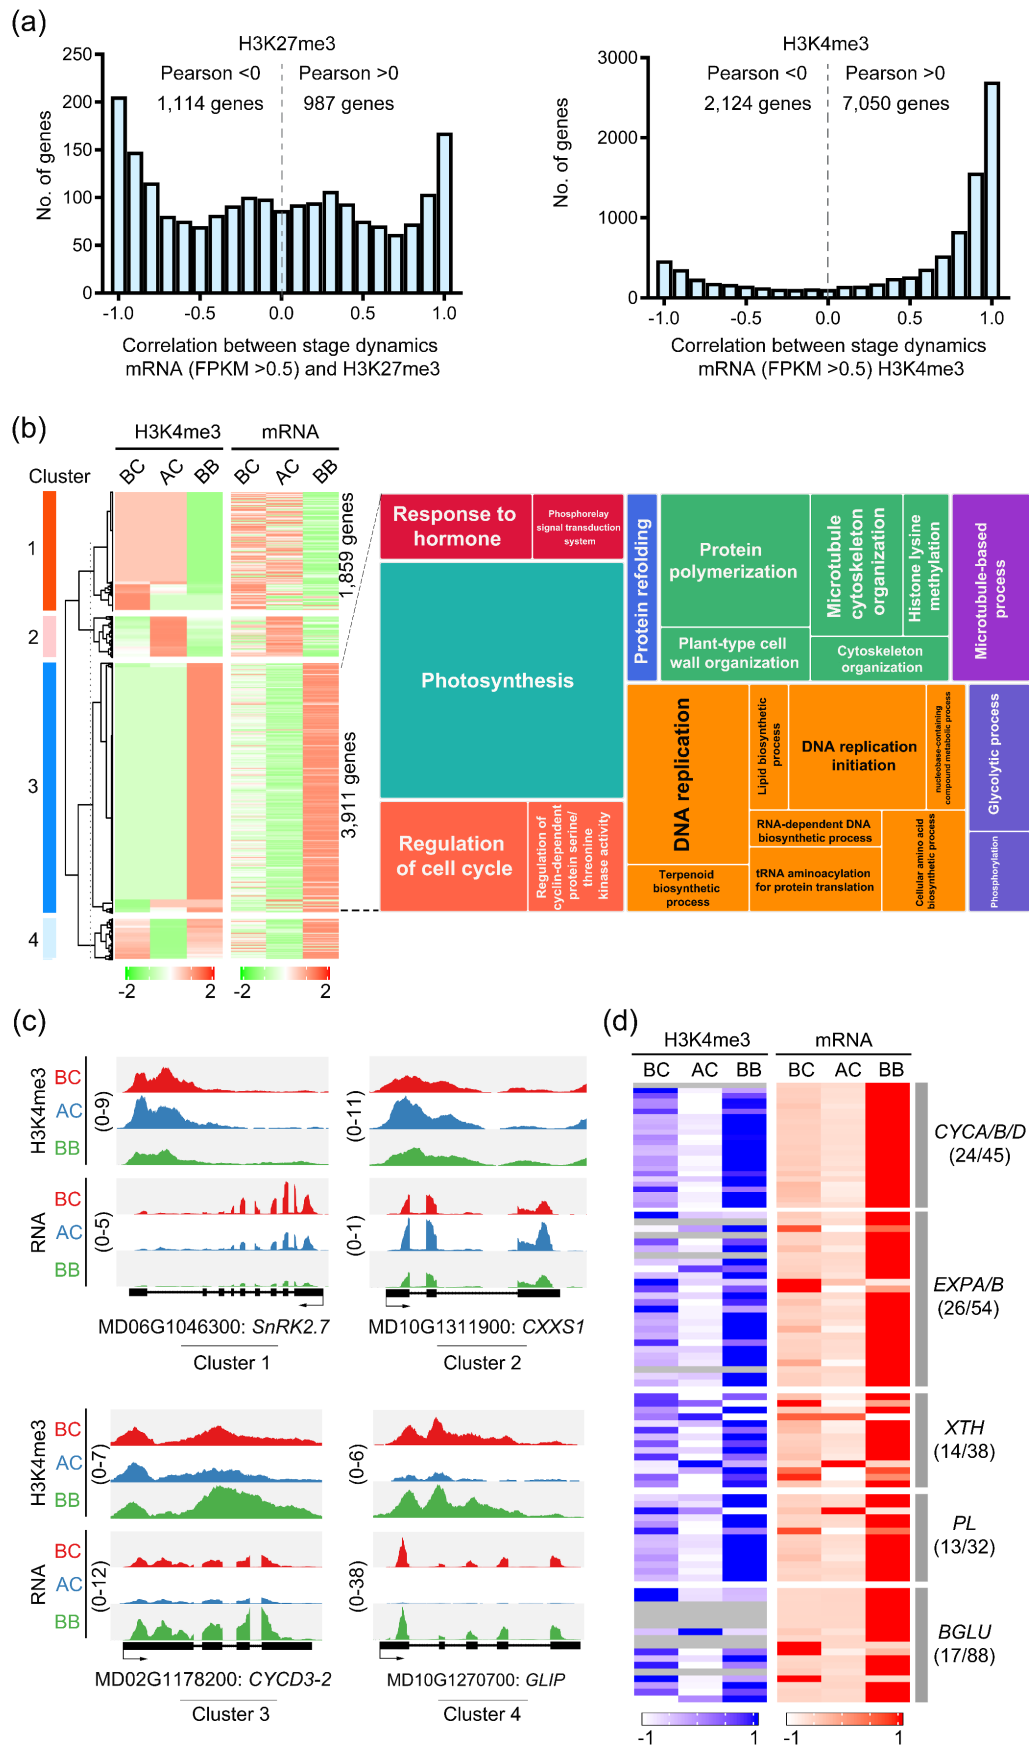 (a)
H3K27me3
Pearson <0
Pearson >0
1,114 genes
987 genes
No. of genes
250
200
150
100
50
0
-1.0
-0.5
0.0
0.5
1.0
Correlation between stage dynamics
mRNA (FPKM >0.5) and H3K27me3
H3K4me3
Pearson <0
Pearson >0
2,124 genes
7,050 genes
No. of genes
3000
2000
1000
0
-1.0
-0.5
0.0
0.5
1.0
Correlation between stage dynamics
mRNA (FPKM >0.5) H3K4me3
(b)
H3K4me3
mRNA
BC
AC
BB
BC
AC
BB
Cluster
1
2
3
4
1,859 genes
3,911 genes
-2
2
-2
2
Response to
hormone
Phosphorelay
signal transduction
system
Photosynthesis
Regulation
of cell cycle
Regulation of
cyclin-dependent
protein serine/
threonine
kinase activity
Protein refolding
Protein
polymerization
Microtubule
cytoskeleton
organization
Histone lysine
methylation
Plant-type cell
wall organization
Cytoskeleton
organization
Microtubule-based
process
DNA replication
Lipid biosynthetic
process
DNA replication
initiation
nucleobase-containing
compound metabolic process
RNA-dependent DNA
biosynthetic process
Terpenoid
biosynthetic
process
tRNA aminoacylation
for protein translation
Cellular amino acid
biosynthetic process
Glycolytic process
Phosphorylation
(c)
H3K4me3
BC
AC
BB
(0-9)
(0-11)
RNA
BC
AC
BB
(0-5)
(0-1)
MD06G1046300: SnRK2.7
Cluster 1
MD10G1311900: CXXS1
Cluster 2
H3K4me3
BC
AC
BB
(0-7)
(0-6)
RNA
BC
AC
BB
(0-12)
(0-38)
MD02G1178200: CYCD3-2
Cluster 3
MD10G1270700: GLIP
Cluster 4
(d)
H3K4me3
mRNA
BC
AC
BB
BC
AC
BB
CYCA/B/D
(24/45)
EXPA/B
(26/54)
XTH
(14/38)
PL
(13/32)
BGLU
(17/88)
-1
1
-1
1